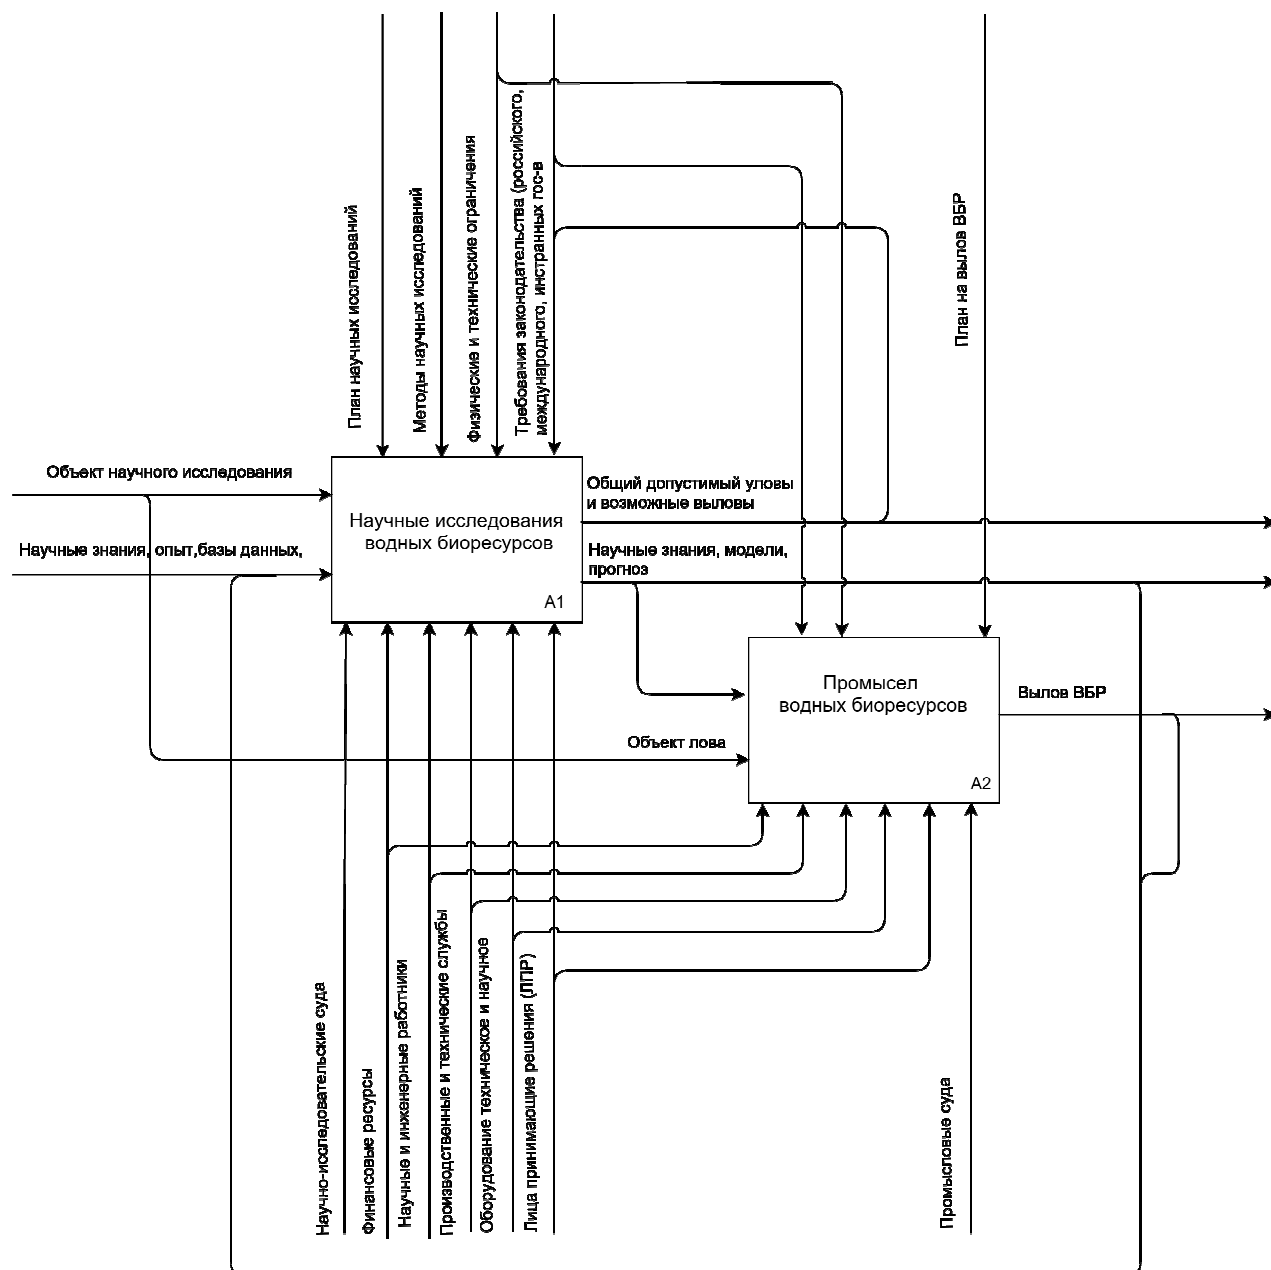 План научных исследований
Методы научных исследований
Физические и технические ограничения
Требования законодательства (российского,
международного, инстранных гос-в
План на вылов ВБР
Объект научного исследования
Научные знания, опыт,базы данных,
Научные исследования
водных биоресурсов
A1
Общий допустимый уловы
и возможные выловы
Научные знания, модели,
прогноз
Промысел
водных биоресурсов
A2
Вылов ВБР
Объект лова
Научно-исследовательские суда
Финансовые ресурсы
Научные и инженерные работники
Производственные и технические службы
Оборудование техническое и научное
Лица принимающие решения (ЛПР)
Промысловые суда